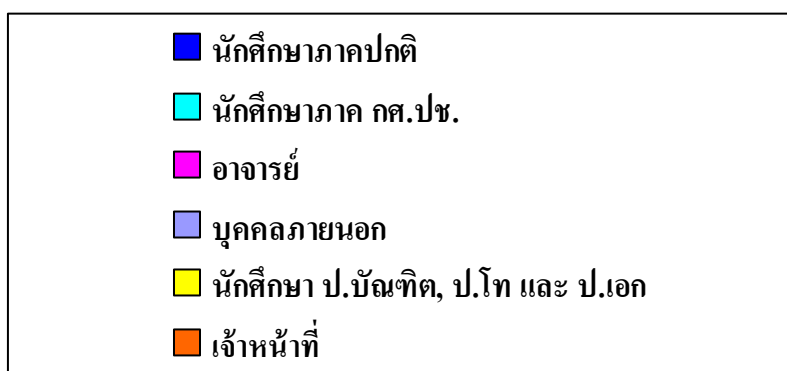 นักศึกษาภาคปกติ
นักศึกษาภาค กศ.ปช.
อาจารย์
บุคคลภายนอก
นักศึกษา ป.บัณฑิต, ป.โท และ ป.เอก
เจ้าหน้าที่